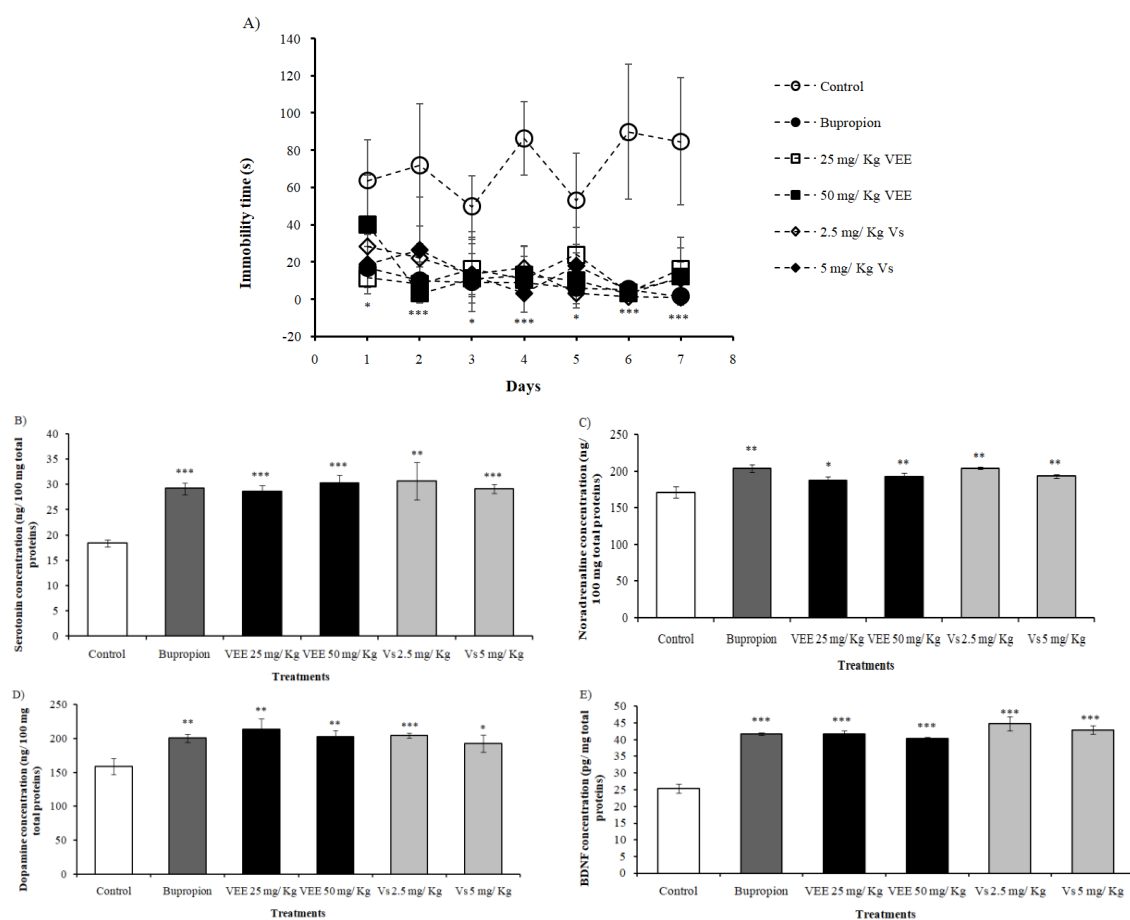 A)
140
120
100
80
60
40
20
0
-20
Immobility time (s)
0 1 2 3 4 5 6 7 8
Days
* *** * *** * *** ***
Control
Bupropion
25 mg/ Kg VEE
50 mg/ Kg VEE
2.5 mg/ Kg Vs
5 mg/ Kg Vs
B)
Serotonin concentration (ng/ 100 mg total
proteins)
40
35
30
25
20
15
10
5
0
*** *** *** ** ***
Control Bupropion VEE 25 mg/ Kg VEE 50 mg/ Kg Vs 2.5 mg/ Kg Vs 5 mg/ Kg
Treatments
C)
Noradrenaline concentration (ng/
100 mg total proteins)
250
200
150
100
50
0
** * ** ** **
Control Bupropion VEE 25 mg/ Kg VEE 50 mg/ Kg Vs 2.5 mg/ Kg Vs 5 mg/ Kg
Treatments
D)
Dopamine concentration (ng/ 100 mg
total proteins)
250
200
150
100
50
0
** ** ** *** *
Control Bupropion VEE 25 mg/ Kg VEE 50 mg/ Kg Vs 2.5 mg/ Kg Vs 5 mg/ Kg
Treatments
E)
BDNF concentration (pg/ mg total
proteins)
50
45
40
35
30
25
20
15
10
5
0
*** *** *** *** ***
Control Bupropion VEE 25 mg/ Kg VEE 50 mg/ Kg Vs 2.5 mg/ Kg Vs 5 mg/ Kg
Treatments